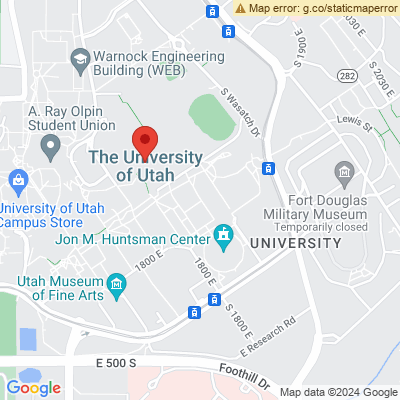 Map error: g.co/staticmaperror
Warnock Engineering
Building (WEB)
S 1900 E
S 2030 E
282
S Wasatch Dr
A. Ray Olpin
Student Union
Lewis St
The University
of Utah
Fort Douglas
Military Museum
Temporarily closed
University of Utah
Campus Store
Jon M. Huntsman Center
UNIVERSITY
1800 E
1800 E
Utah Museum
of Fine Arts
S 1800 E
E Research Rd
E 500 S
Foothill Dr
Google
Map data ©2024 Google